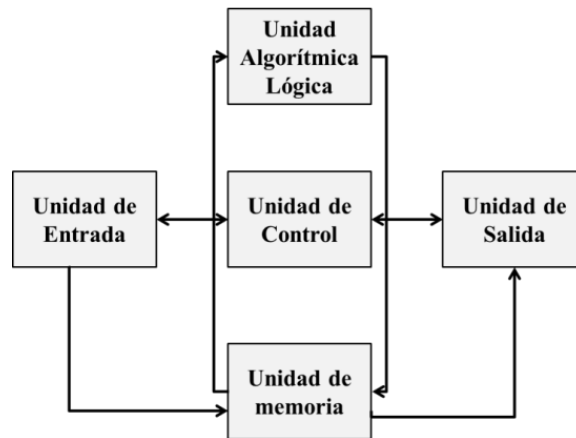 Unidad
Algorítmica
Lógica
Unidad de
Entrada
Unidad de
Control
Unidad de
Salida
Unidad de
memoria